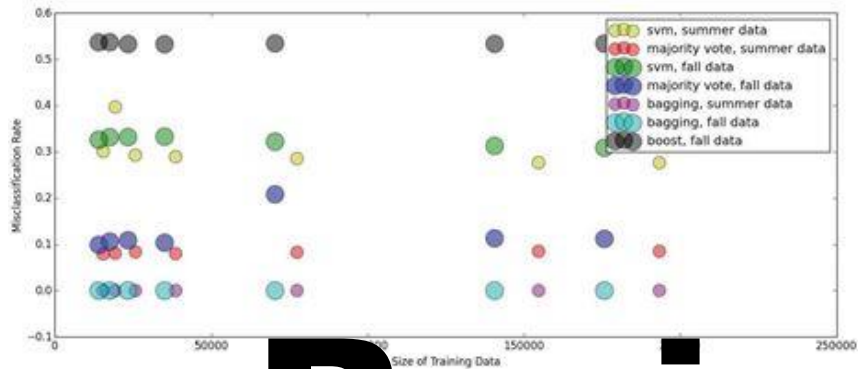 0.6
0.5
0.4
0.3
0.2
0.1
0.0
−0.1
Misclassification Rate
svm, summer data
majority vote, summer data
svm, fall data
majority vote, fall data
bagging, summer data
bagging, fall data
boost, fall data
0 50000 150000 250000
Size of Training Data